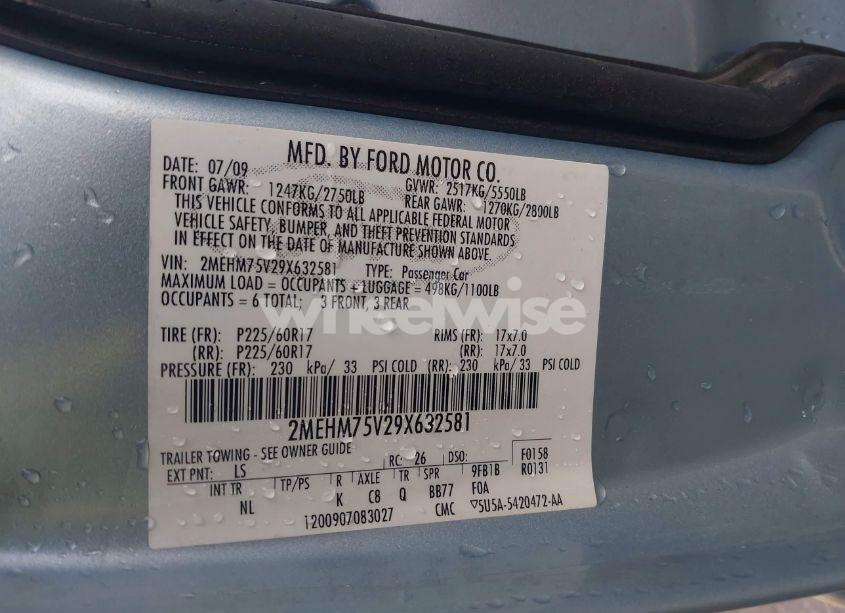 MFD. BY FORD MOTOR CO.
DATE: 07/09 GVWR: 2517KG/5550LB
FRONT GAWR: 1247KG/2750LB REAR GAWR: 1270KG/2800LB
THIS VEHICLE CONFORMS TO ALL APPLICABLE FEDERAL MOTOR
VEHICLE SAFETY, BUMPER, AND THEFT PREVENTION STANDARDS
IN EFFECT ON THE DATE OF MANUFACTURE SHOWN ABOVE.
VIN: 2MEHM75V29X632581 TYPE: Passenger Car
MAXIMUM LOAD = OCCUPANTS + LUGGAGE = 498KG/1100LB
OCCUPANTS = 6 TOTAL; 3 FRONT, 3 REAR
wheelwise
TIRE (FR): P225/60R17 RIMS (FR): 17x7.0
(RR): P225/60R17 (RR): 17x7.0
PRESSURE (FR): 230 kPa/ 33 PSI COLD (RR): 230 kPa/ 33 PSI COLD
2MEHM75V29X632581
TRAILER TOWING - SEE OWNER GUIDE
EXT PNT: LS RC: 26 DSO: F0158
R0131
INT TR TP/PS R AXLE TR SPR 9FB1B
NL K C8 Q BB77 FOA
1200907083027 CMC ▽5U5A-5420472-AA